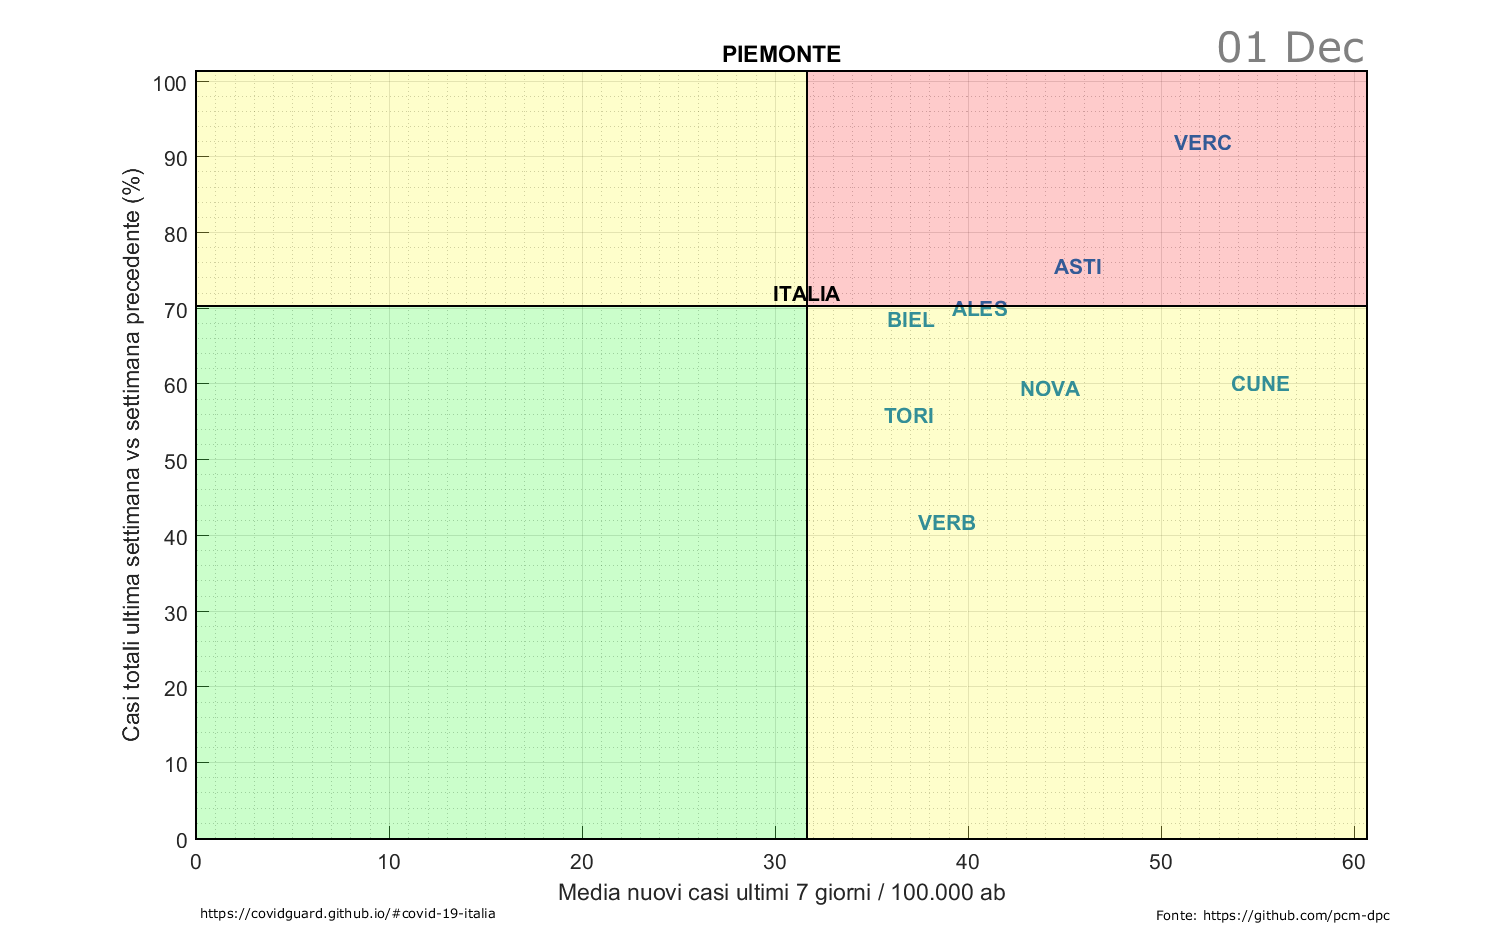 PIEMONTE
01 Dec
100
90
80
70
60
50
40
30
20
10
0
Casi totali ultima settimana vs settimana precedente (%)
VERC
ASTI
ITALIA
ALES
BIEL
CUNE
NOVA
TORI
VERB
0 10 20 30 40 50 60
Media nuovi casi ultimi 7 giorni / 100.000 ab
https://covidguard.github.io/#covid-19-italia
Fonte: https://github.com/pcm-dpc